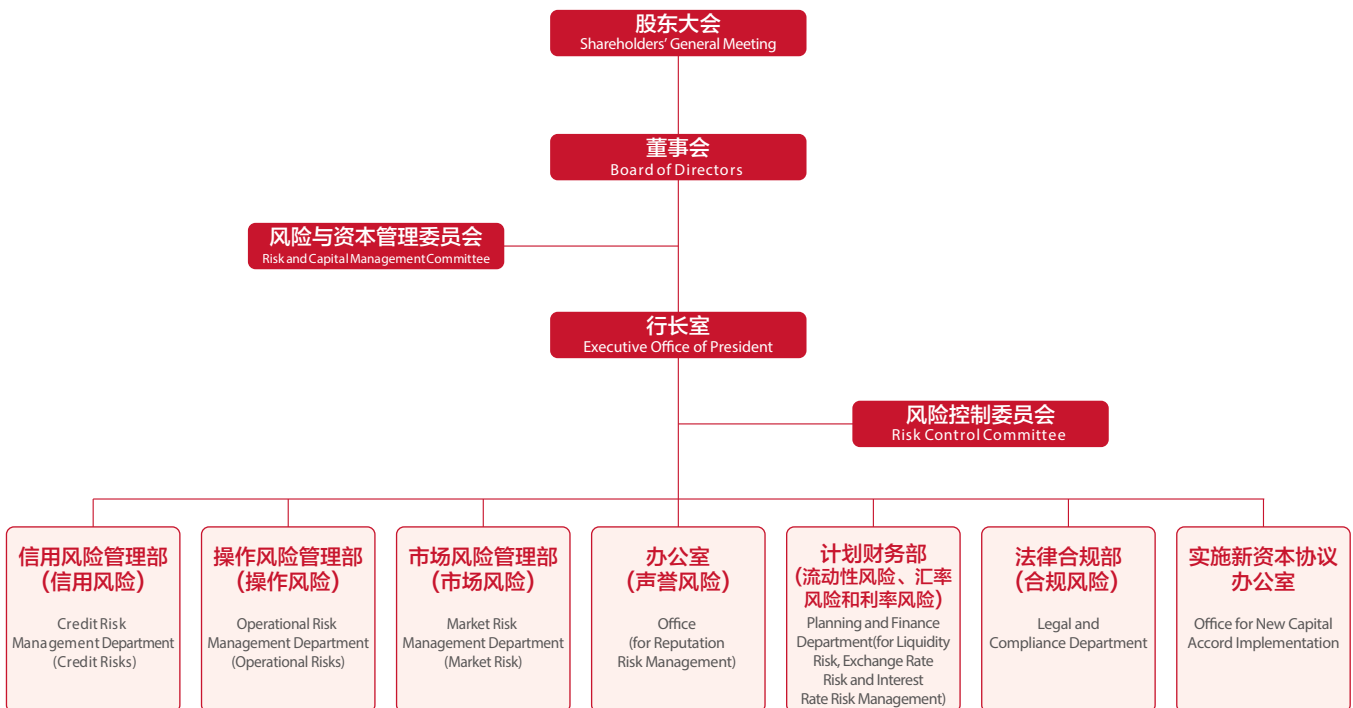 股东大会
Shareholders' General Meeting
董事会
Board of Directors
风险与资本管理委员会
Risk and Capital Management Committee
行长室
Executive Office of President
风险控制委员会
Risk Control Committee
信用风险管理部
(信用风险)
Credit Risk
Management Department
(Credit Risks)
操作风险管理部
(操作风险)
Operational Risk
Management Department
(Operational Risks)
市场风险管理部
(市场风险)
Market Risk
Management Department
(Market Risk)
办公室
(声誉风险)
Office
(for Reputation
Risk Management)
计划财务部
(流动性风险、汇率
风险和利率风险)
Planning and Finance
Department(for Liquidity
Risk, Exchange Rate
Risk and Interest
Rate Risk Management)
法律合规部
(合规风险)
Legal and
Compliance Department
实施新资本协议
办公室
Office for New Capital
Accord Implementation